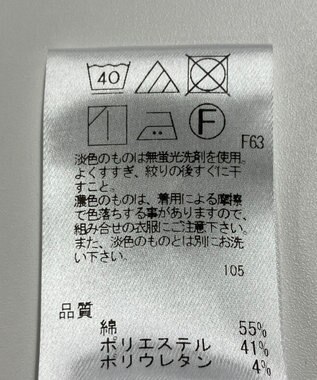 40
F
F63
淡色のものは無蛍光洗剤を使用。
よくすすぎ、絞りの後すぐに干
すこと。
濃色のものは、着用による摩擦
で色落ちする事がありますので、
組み合せの衣服にご注意下さい。
また、淡色のものとは別にお洗
い下さい。
105
品質
綿 55%
ポリエステル 41%
ポリウレタン 4%